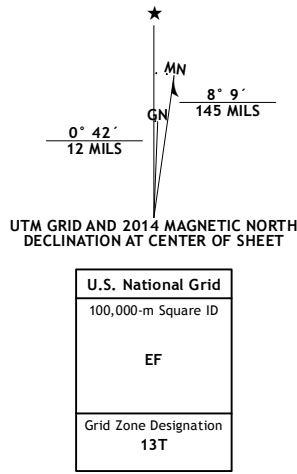 ★
MN
8° 9´
145 MILS
GN
0° 42´
12 MILS
UTM GRID AND 2014 MAGNETIC NORTH
DECLINATION AT CENTER OF SHEET
U.S. National Grid
100,000-m Square ID
EF
Grid Zone Designation
13T